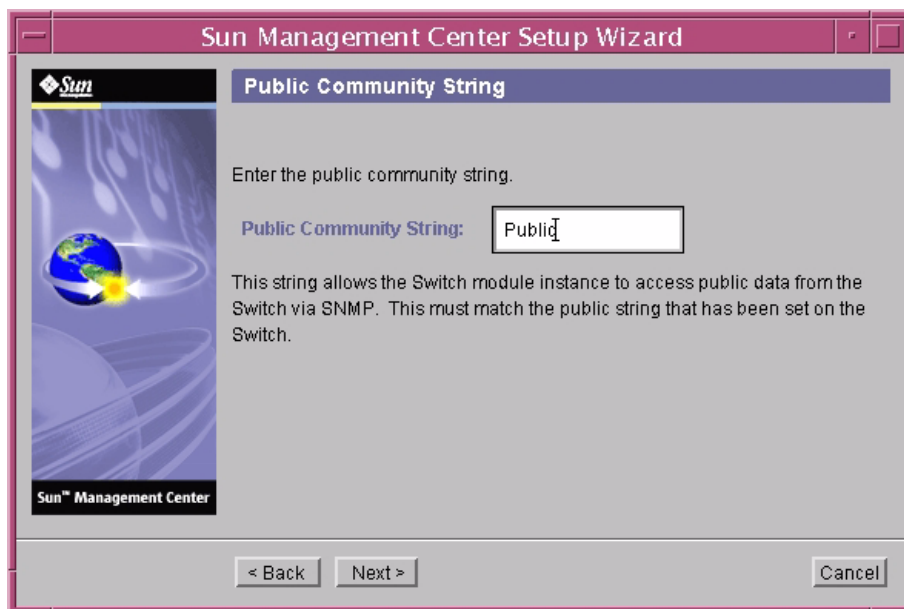 Sun Management Center Setup Wizard
Sun
Public Community String
Enter the public community string.
Public Community String: Public
This string allows the Switch module instance to access public data from the
Switch via SNMP. This must match the public string that has been set on the
Switch.
Sun™ Management Center
< Back Next > Cancel